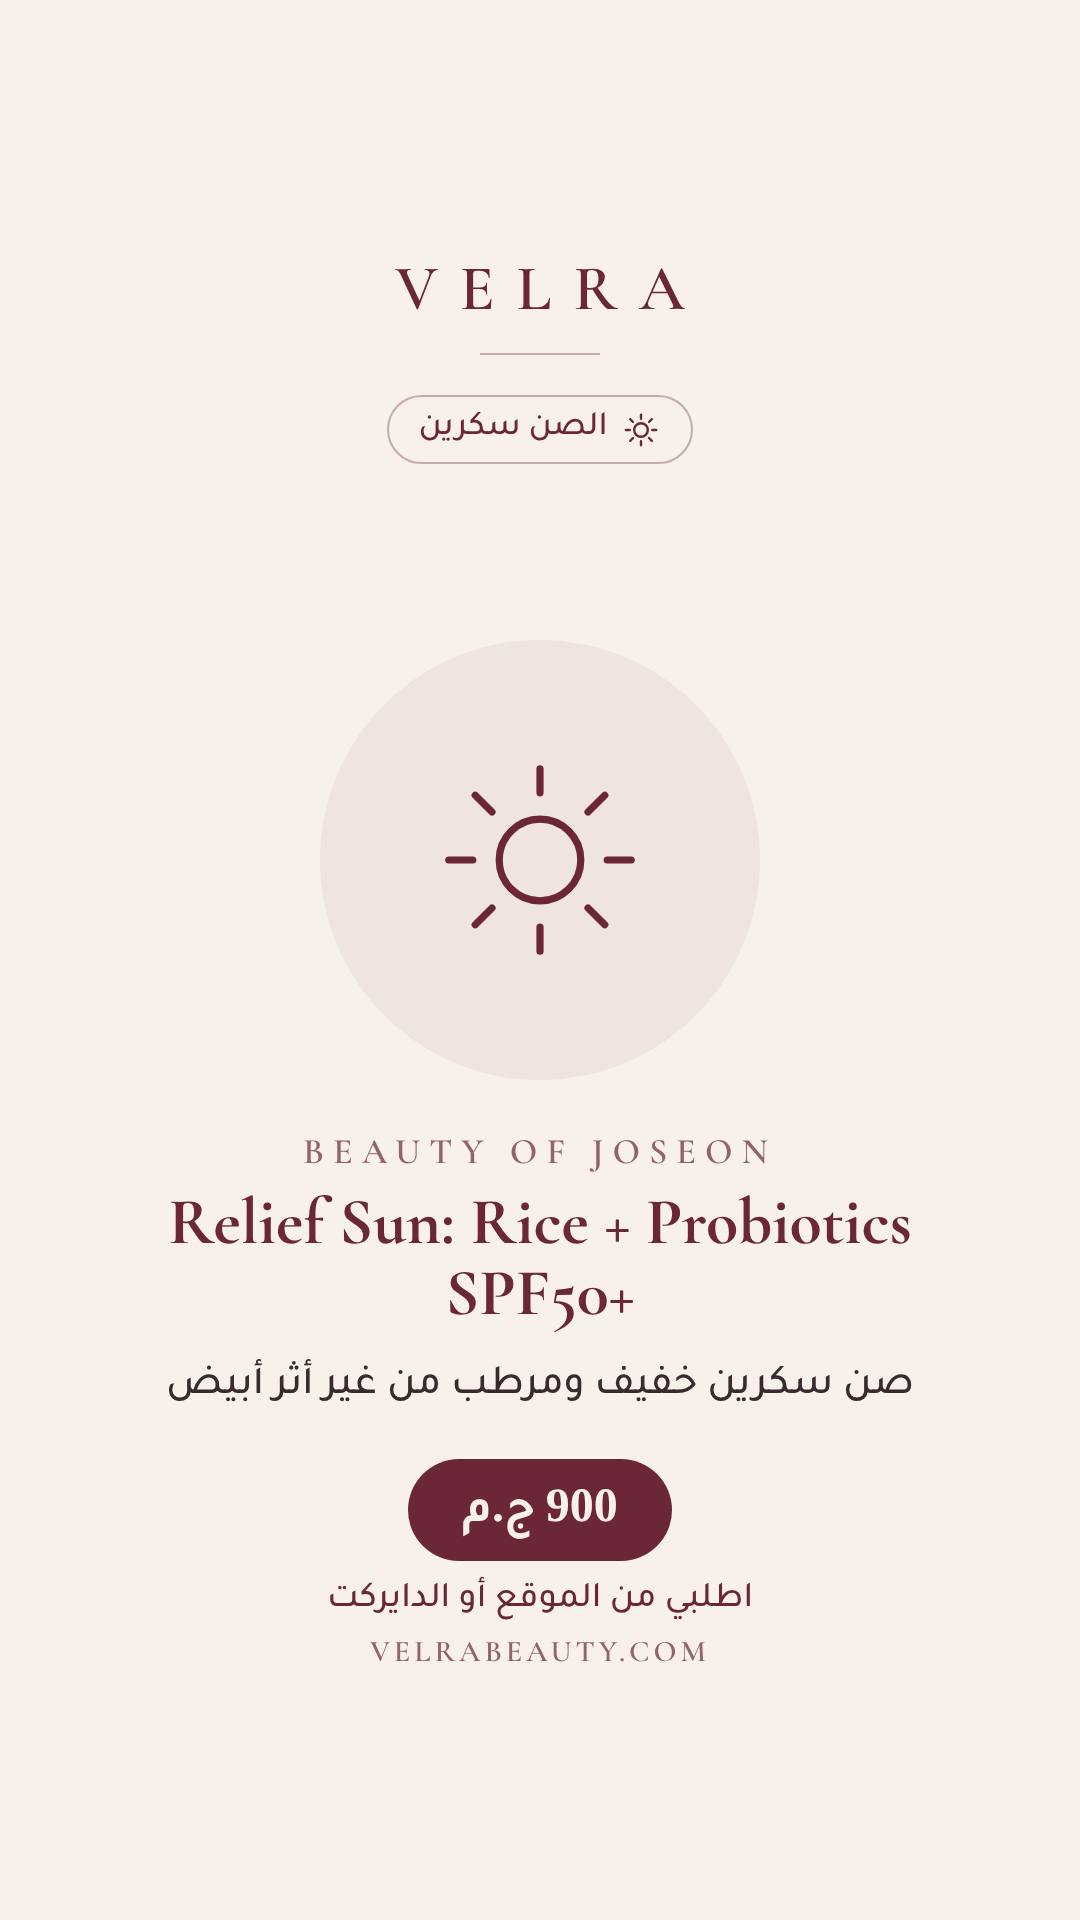 VELRA
الصن سكرين
BEAUTY OF JOSEON
Relief Sun: Rice + Probiotics
SPF50+
صن سكرين خفيف ومرطب من غير أثر أبيض
900 ج.م
اطلبي من الموقع أو الدايركت
VELRABEAUTY.COM